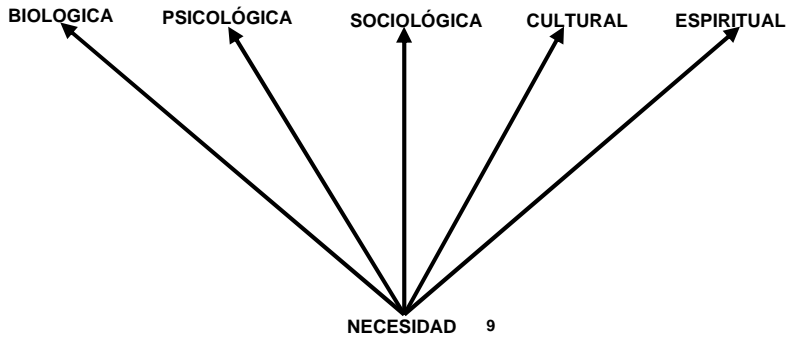 BIOLOGICA PSICOLÓGICA SOCIOLÓGICA CULTURAL ESPIRITUAL
NECESIDAD 9